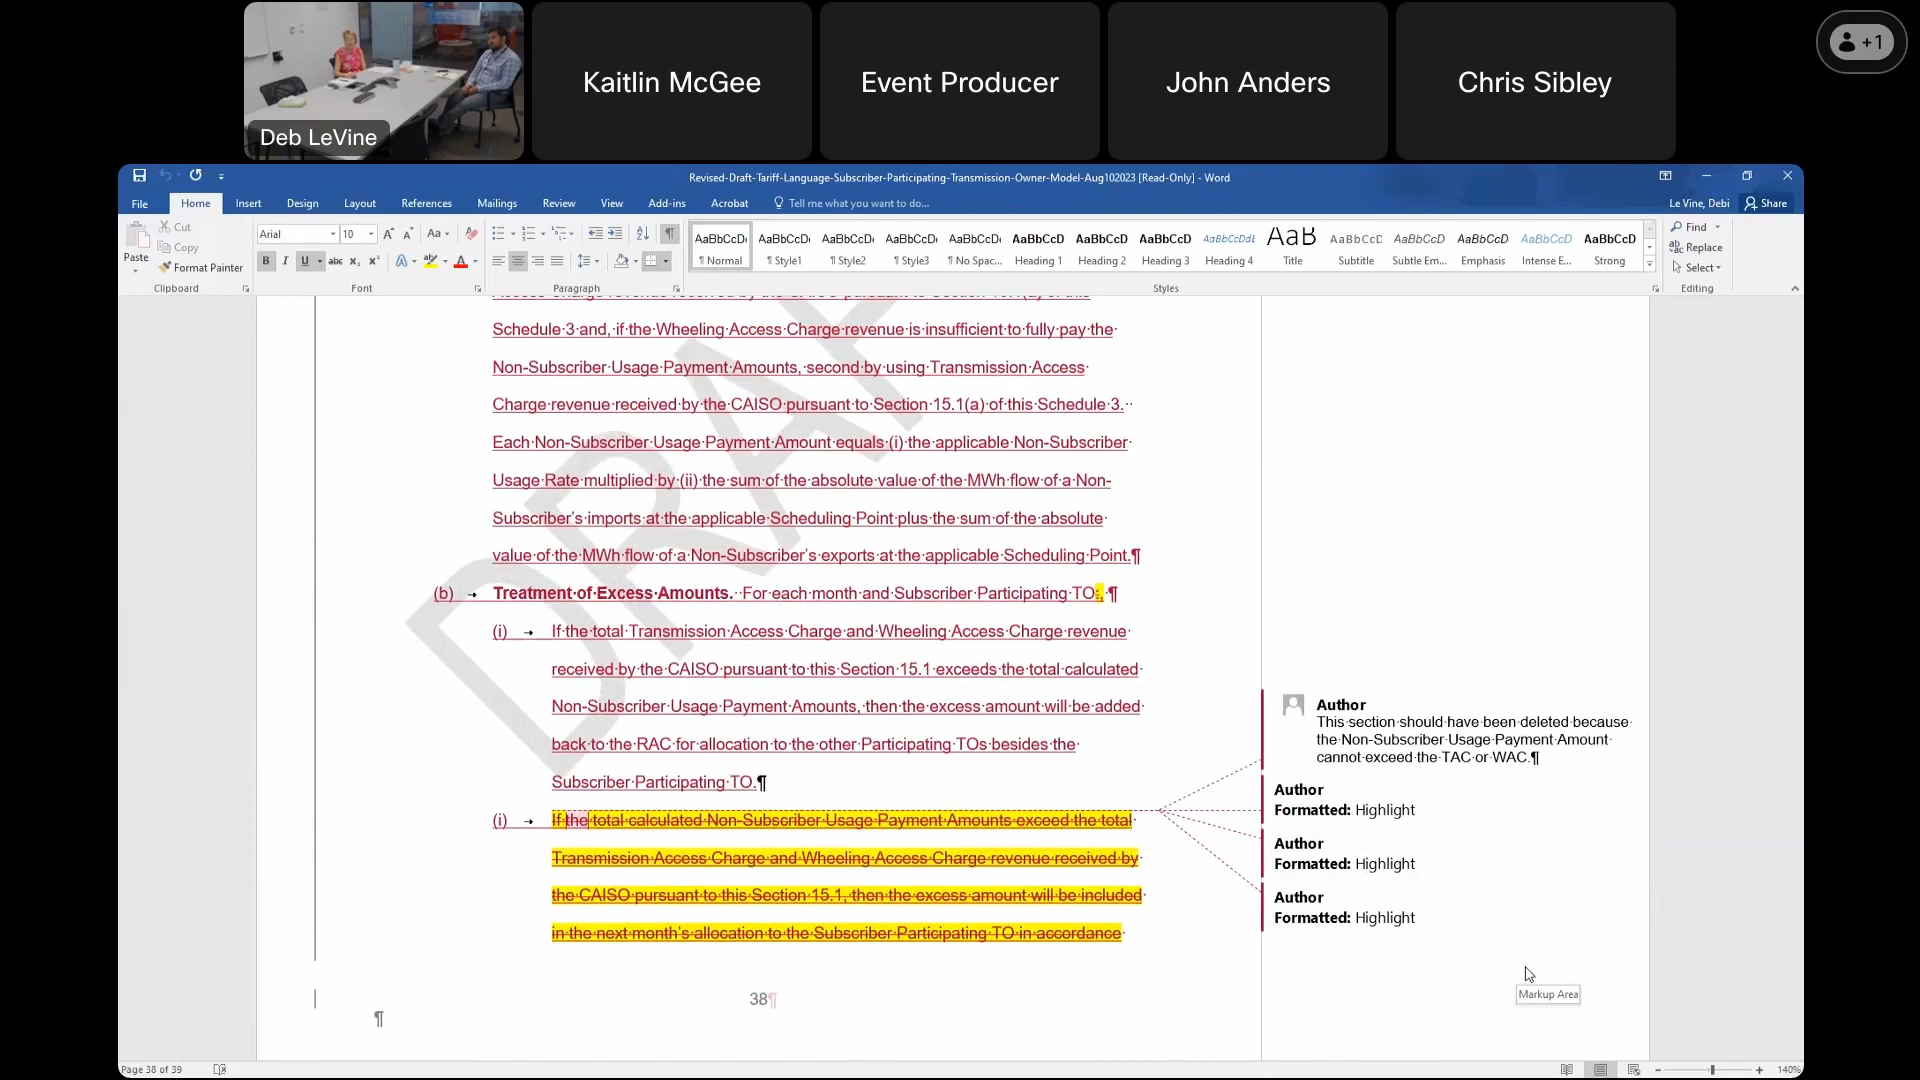 Deb LeVine
Kaitlin McGee
Event Producer
John Anders
Chris Sibley
+1
Revised-Draft-Tariff-Language-Subscriber-Participating-Transmission-Owner-Model-Aug102023 [Read-Only] - Word
File Home Insert Design Layout References Mailings Review View Add-ins Acrobat Tell me what you want to do... Le Vine, Debi Share
Paste
Cut
Copy
Format Painter
Clipboard
Arial 10
Font
Paragraph
AaBbCcDı AaBbCcDı AaBbCcDı AaBbCcDı AaBbCcDı AaBbCcD AaBbCcD AaBbCcD AaBbCcDdE AaB AaBbCcC AaBbCcD AaBbCcD AaBbCcD AaBbCcD
¶ Normal ¶ Style1 ¶ Style2 ¶ Style3 ¶ No Spac... Heading 1 Heading 2 Heading 3 Heading 4 Title Subtitle Subtle Em... Emphasis Intense E... Strong
Styles
Find
Replace
Select
Editing
DRAF
Schedule 3 and, if the Wheeling Access Charge revenue is insufficient to fully pay the
Non-Subscriber Usage Payment Amounts, second by using Transmission Access
Charge revenue received by the CAISO pursuant to Section 15.1(a) of this Schedule 3.
Each Non-Subscriber Usage Payment Amount equals (i) the applicable Non-Subscriber
Usage Rate multiplied by (ii) the sum of the absolute value of the MWh flow of a Non-
Subscriber's imports at the applicable Scheduling Point plus the sum of the absolute
value of the MWh flow of a Non-Subscriber's exports at the applicable Scheduling Point.¶
(b) Treatment of Excess Amounts. For each month and Subscriber Participating TO:, ¶
(i) If the total Transmission Access Charge and Wheeling Access Charge revenue
received by the CAISO pursuant to this Section 15.1 exceeds the total calculated
Non-Subscriber Usage Payment Amounts, then the excess amount will be added
back to the RAC for allocation to the other Participating TOs besides the
Subscriber Participating TO.¶
(i) If the total calculated Non-Subscriber Usage Payment Amounts exceed the total
Transmission Access Charge and Wheeling Access Charge revenue received by
the CAISO pursuant to this Section 15.1, then the excess amount will be included
in the next month's allocation to the Subscriber Participating TO in accordance
38¶
¶
Author
This section should have been deleted because
the Non-Subscriber Usage Payment Amount
cannot exceed the TAC or WAC.¶
Author
Formatted: Highlight
Author
Formatted: Highlight
Author
Formatted: Highlight
Markup Area
Page 38 of 39
140%